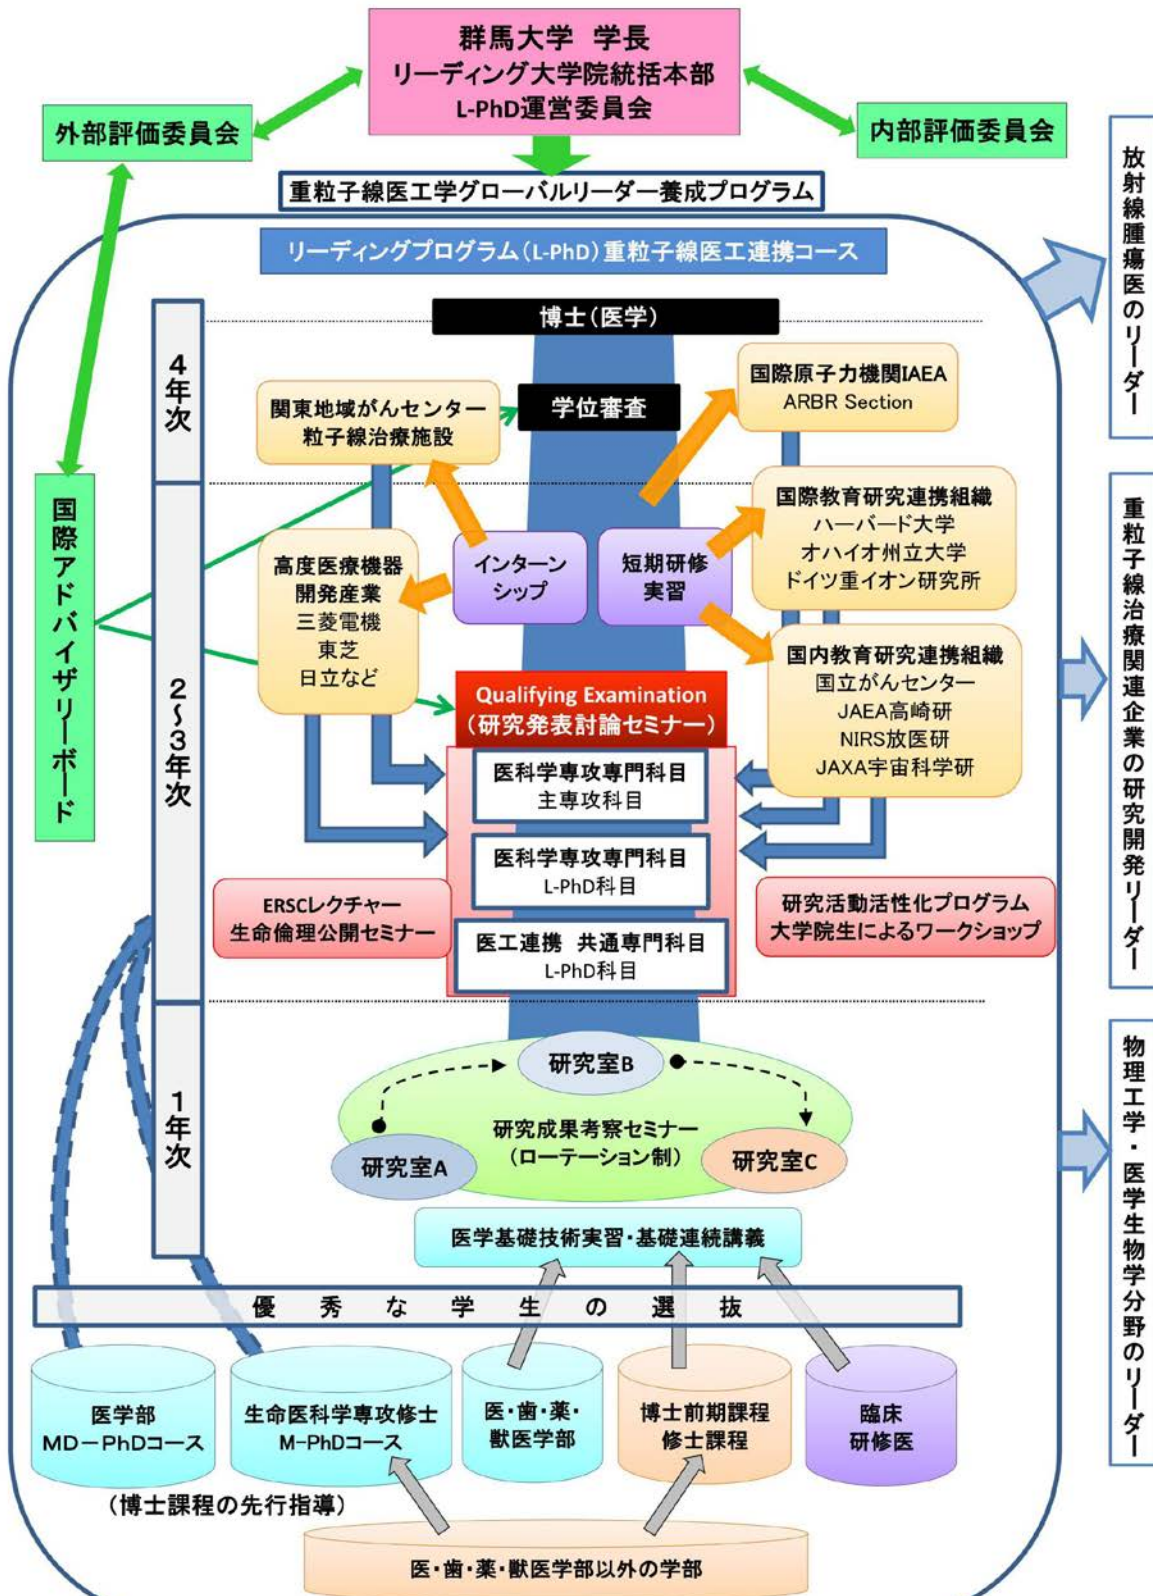 群馬大学 学長
リーディング大学院統括本部
L-PhD運営委員会
外部評価委員会
内部評価委員会
重粒子線医工学グローバルリーダー養成プログラム
リーディングプログラム（L-PhD）重粒子線医工連携コース
博士（医学）
4年次
関東地域がんセンター
粒子線治療施設
学位審査
国際原子力機関IAEA
ARBR Section
国際アドバイザリーボード
2～3年次
高度医療機器
開発産業
三菱電機
東芝
日立など
インターン
シップ
短期研修
実習
国際教育研究連携組織
ハーバード大学
オハイオ州立大学
ドイツ重イオン研究所
国内教育研究連携組織
国立がんセンター
JAEA高崎研
NIRS放医研
JAXA宇宙科学研
Qualifying Examination
（研究発表討論セミナー）
医科学専攻専門科目
主専攻科目
医科学専攻専門科目
L-PhD科目
医工連携 共通専門科目
L-PhD科目
ERSCレクチャー
生命倫理公開セミナー
研究活動活性化プログラム
大学院生によるワークショップ
1年次
研究室B
研究成果考察セミナー
（ローテーション制）
研究室A
研究室C
医学基礎技術実習・基礎連続講義
優秀な学生の選抜
医学部
MD－PhDコース
生命医科学専攻修士
M-PhDコース
医・歯・薬・
獣医学部
博士前期課程
修士課程
臨床
研修医
（博士課程の先行指導）
医・歯・薬・獣医学部以外の学部
放射線腫瘍医のリーダー
重粒子線治療関連企業の研究開発リーダー
物理工学・医学生物学分野のリーダー